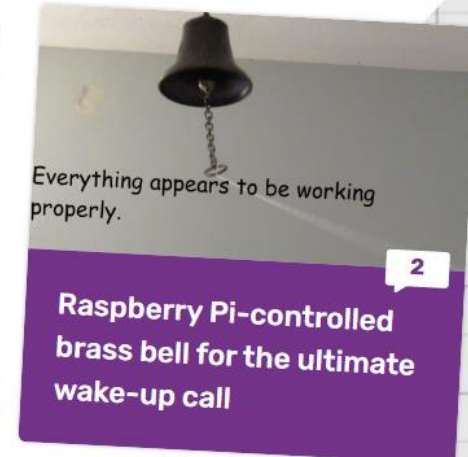 Everything appears to be working
properly.
2
Raspberry Pi-controlled
brass bell for the ultimate
wake-up call